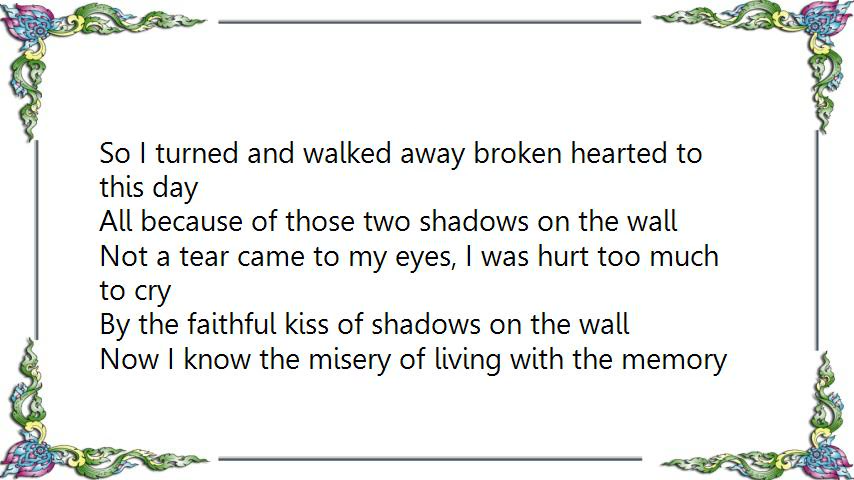 So I turned and walked away broken hearted to
this day
All because of those two shadows on the wall
Not a tear came to my eyes, I was hurt too much
to cry
By the faithful kiss of shadows on the wall
Now I know the misery of living with the memory